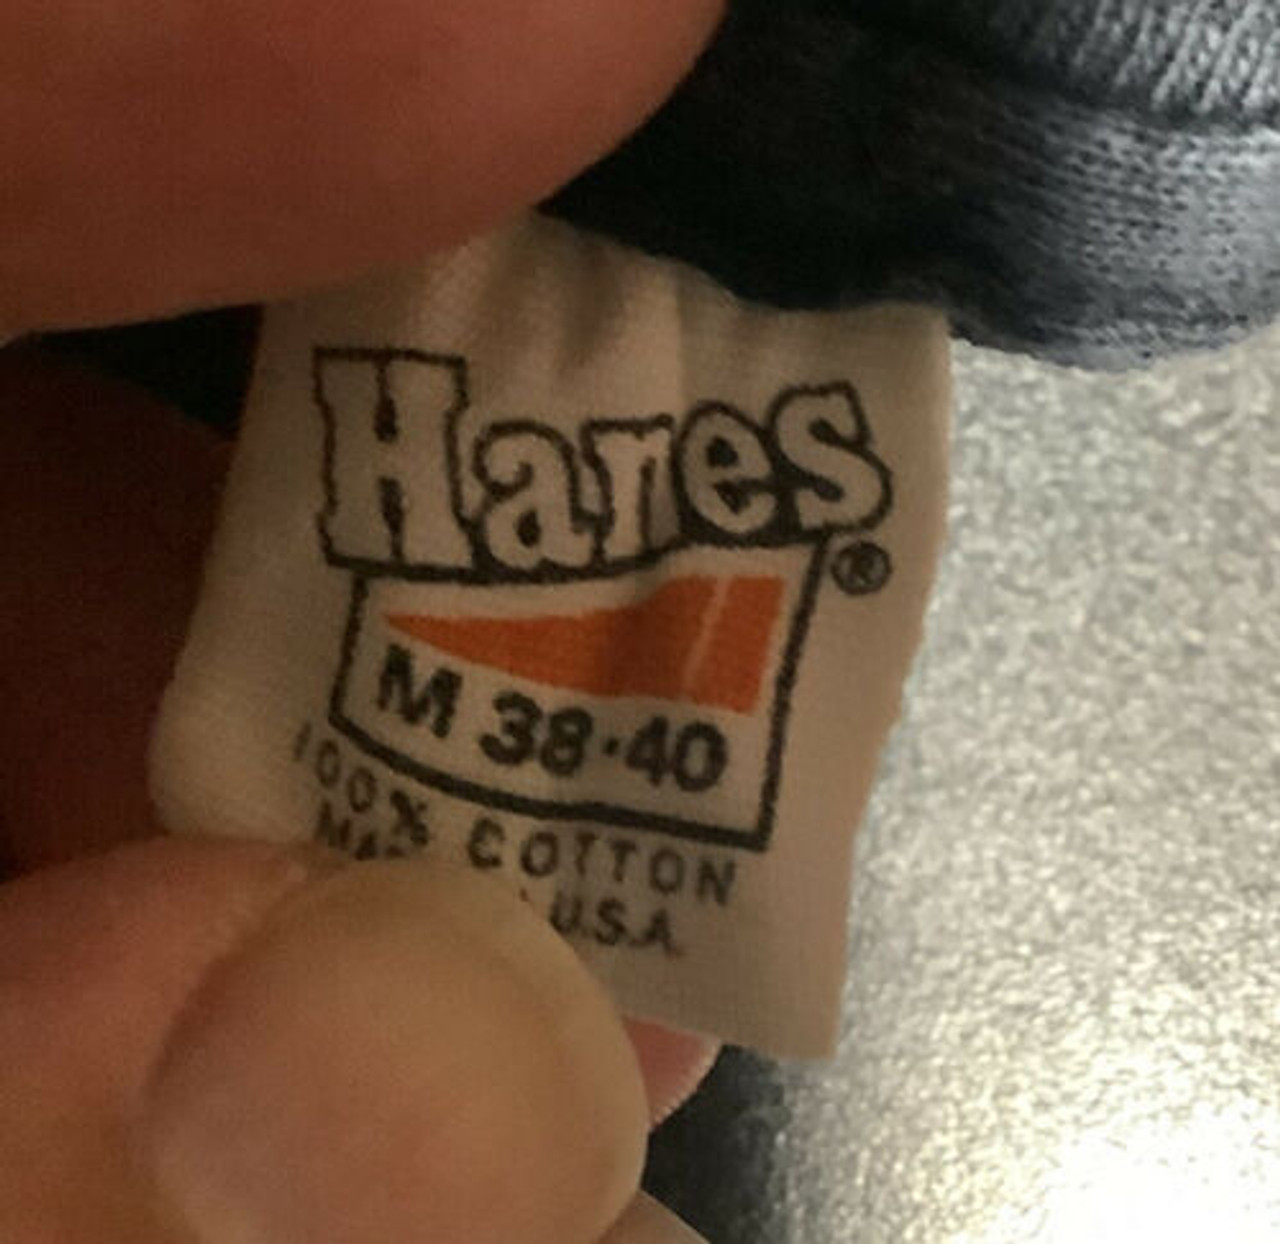 Hanes
®
M 38·40
100% COTTON
U.S.A.